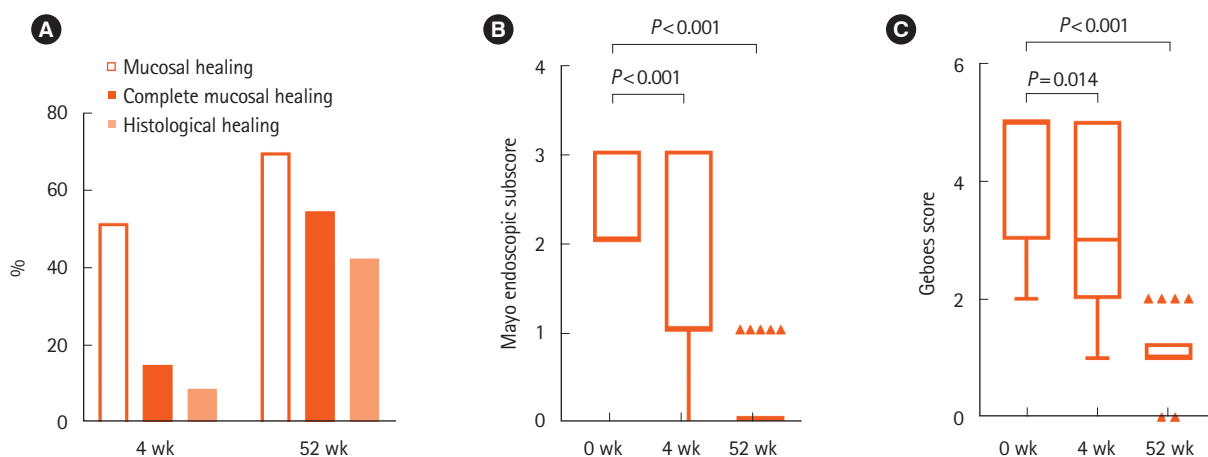 A
Mucosal healing
Complete mucosal healing
Histological healing
80
60
40
20
0
%
4 wk
52 wk
B
P<0.001
P<0.001
4
3
2
1
0
Mayo endoscopic subscore
0 wk
4 wk
52 wk
C
P<0.001
P=0.014
6
4
2
0
Geboes score
0 wk
4 wk
52 wk